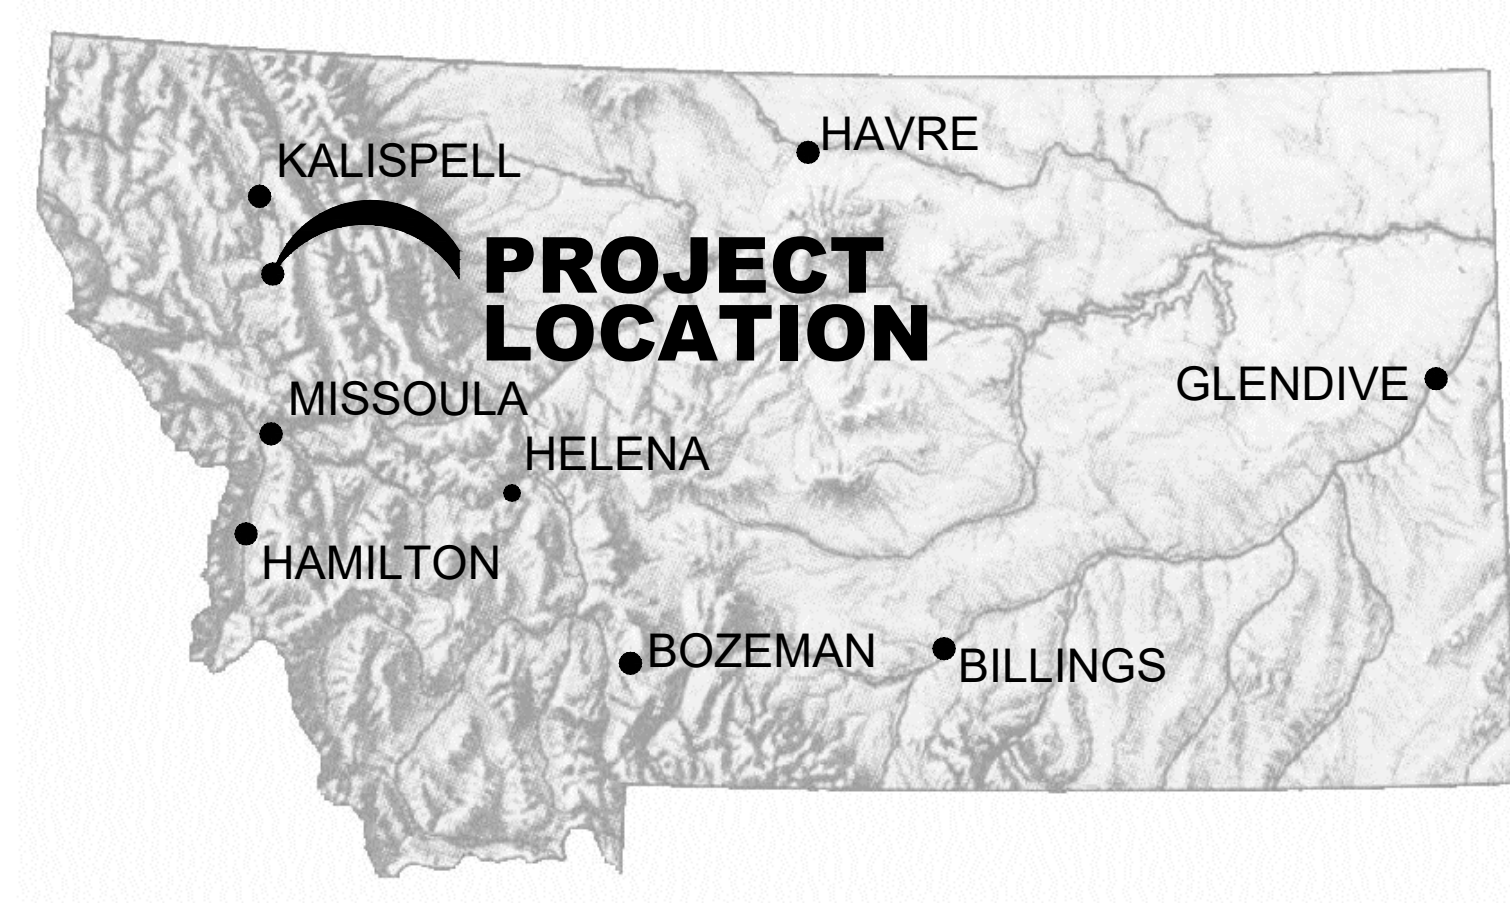 HAVRE
KALISPELL
PROJECT
LOCATION
GLENDIVE
MISSOULA
HELENA
HAMILTON
BOZEMAN
BILLINGS